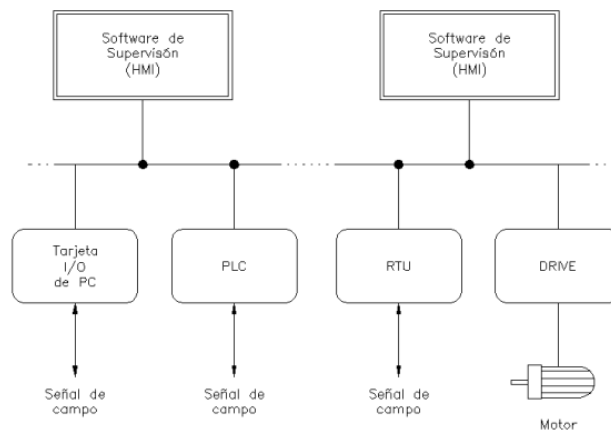 Software de
Supervisón
(HMI)
Software de
Supervisón
(HMI)
Tarjeta
I/O
de PC
PLC
RTU
DRIVE
Señal de
campo
Señal de
campo
Señal de
campo
Motor